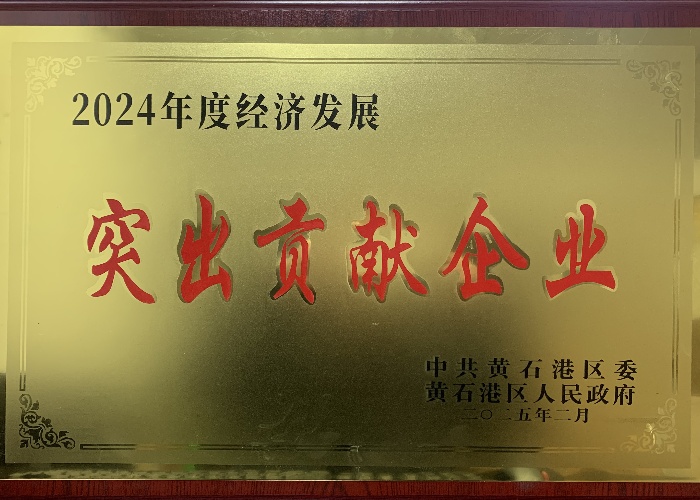 2024年度经济发展
突出贡献企业
中共黄石港区委
黄石港区人民政府
二〇二五年二月